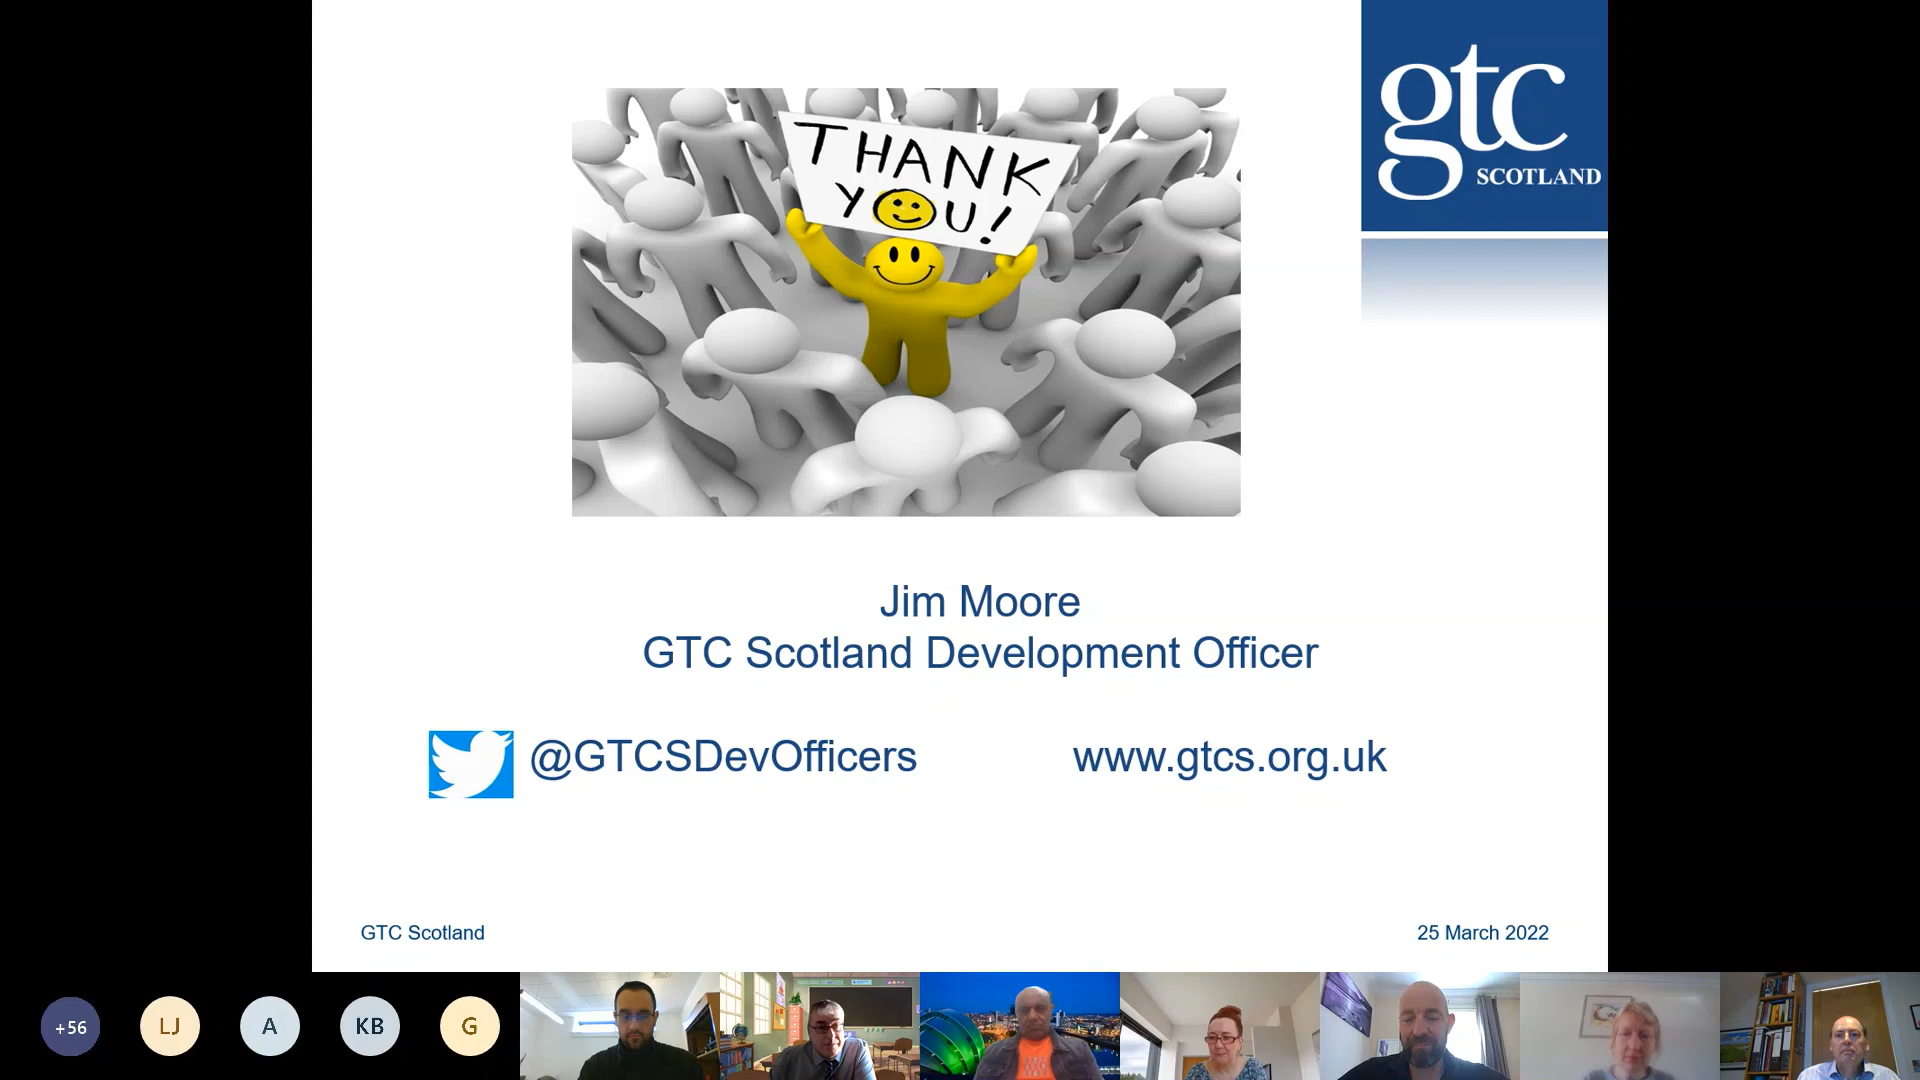 THANK
YOU!
gtc
SCOTLAND
Jim Moore
GTC Scotland Development Officer
@GTCSDevOfficers
www.gtcs.org.uk
GTC Scotland
25 March 2022
+56
LJ
A
KB
G